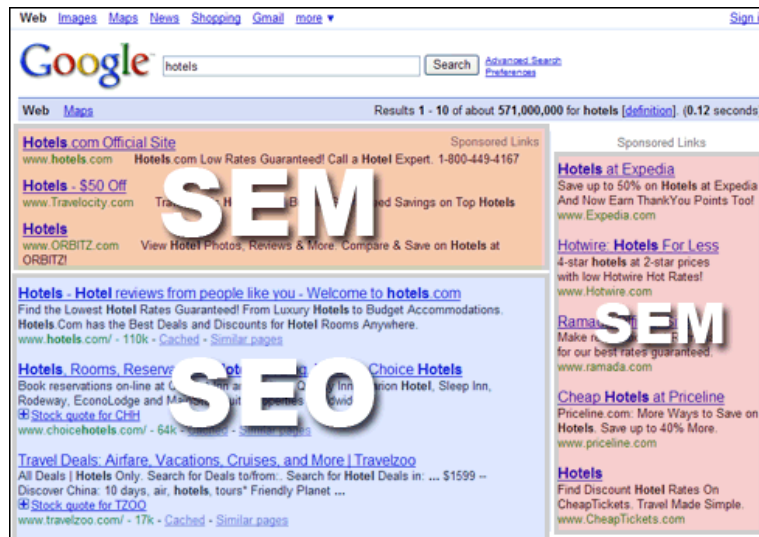 Web Images Maps News Shopping Gmail more ▼ Sign i
Google™ hotels Search Advanced Search
Preferences
Web Maps Results 1 - 10 of about 571,000,000 for hotels [definition]. (0.12 seconds
Hotels.com Official Site Sponsored Links
www.hotels.com Hotels.com Low Rates Guaranteed! Call a Hotel Expert. 1-800-449-4167
Hotels - $50 Off
www.Travelocity.com Savings on Top Hotels
Hotels
www.ORBITZ.com View Hotel Photos, Reviews & More. Compare & Save on Hotels at
ORBITZ!
SEM
Hotels - Hotel reviews from people like you - Welcome to hotels.com
Find the Lowest Hotel Rates Guaranteed! From Luxury Hotels to Budget Accommodations.
Hotels.Com has the Best Deals and Discounts for Hotel Rooms Anywhere.
www.hotels.com/ - 110k - Cached - Similar pages
Hotels, Rooms, Choice Hotels
Book reservations on-line at Hotel, Sleep Inn,
Rodeway, EconoLodge and
Stock quote for CHH
www.choicehotels.com/ - 64k - Cached - Similar pages
SEO
Travel Deals: Airfare, Vacations, Cruises, and More | Travelzoo
All Deals | Hotels Only. Search for Deals to/from:. Search for Hotel Deals in: ... $1599 --
Discover China: 10 days, air, hotels, tours* Friendly Planet ...
Stock quote for TZOO
www.travelzoo.com/ - 17k - Cached - Similar pages
Sponsored Links
Hotels at Expedia
Save up to 50% on Hotels at Expedia
And Now Earn ThankYou Points Too!
www.Expedia.com
Hotwire: Hotels For Less
4-star hotels at 2-star prices
with low Hotwire Hot Rates!
www.Hotwire.com
Make
for our best rates guaranteed.
www.ramada.com
SEM
Cheap Hotels at Priceline
Priceline.com: More Ways to Save on
Hotels. Save up to 40% More.
www.priceline.com
Hotels
Find Discount Hotel Rates On
CheapTickets. Travel Made Simple.
www.CheapTickets.com